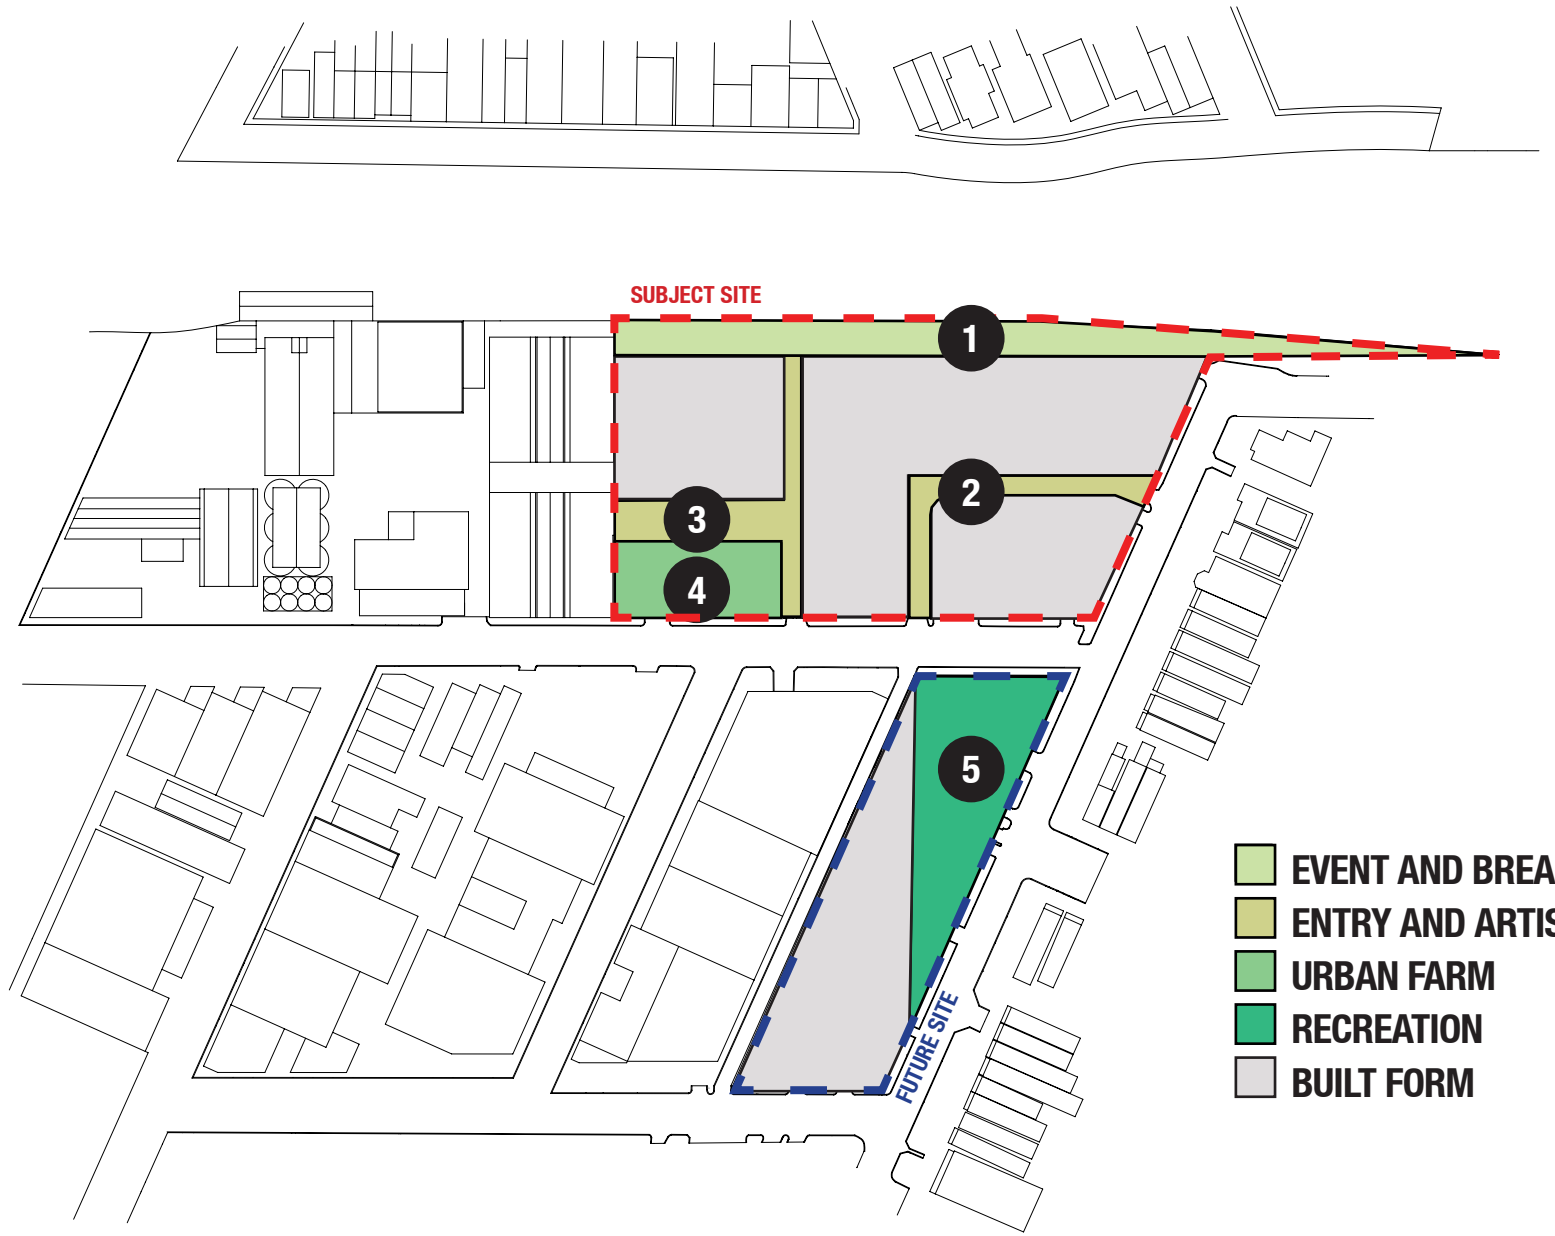 SUBJECT SITE
1
2
3
4
5
FUTURE SITE
EVENT AND BREA
ENTRY AND ARTIS
URBAN FARM
RECREATION
BUILT FORM